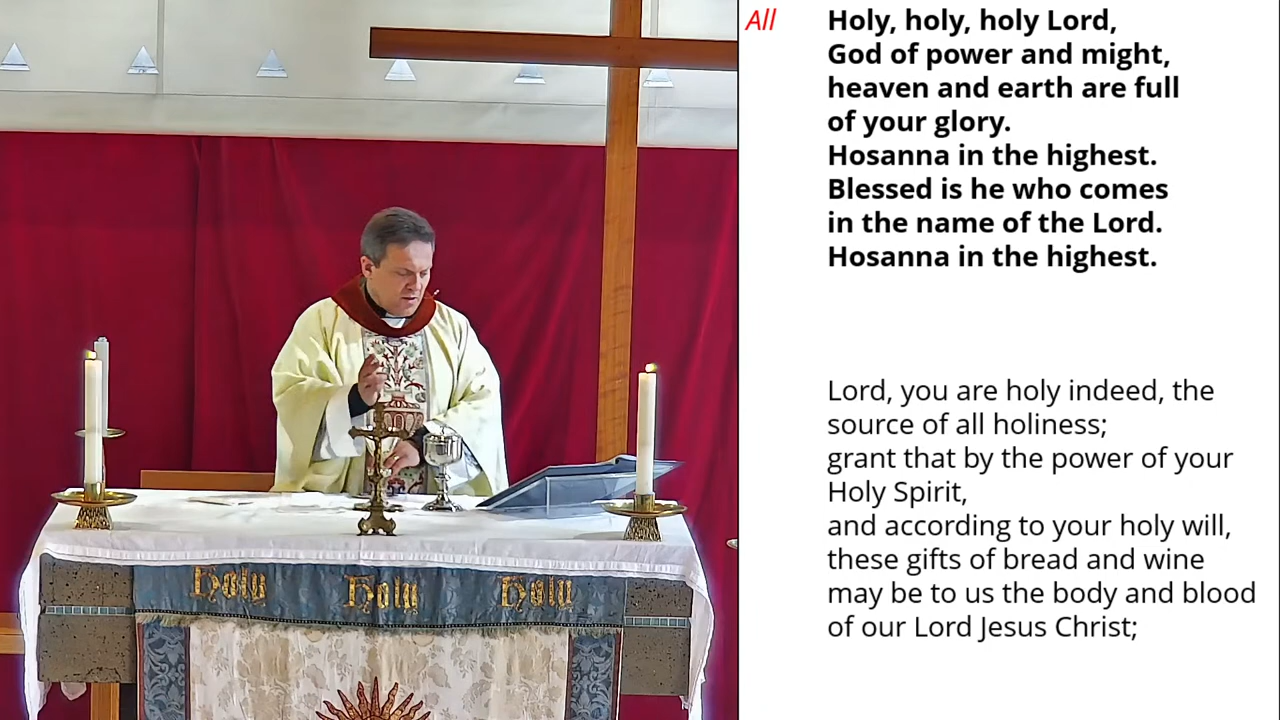 All
Holy, holy, holy Lord,
God of power and might,
heaven and earth are full
of your glory.
Hosanna in the highest.
Blessed is he who comes
in the name of the Lord.
Hosanna in the highest.
Lord, you are holy indeed, the
source of all holiness;
grant that by the power of your
Holy Spirit,
and according to your holy will,
these gifts of bread and wine
may be to us the body and blood
of our Lord Jesus Christ;
Holy Holy Holy